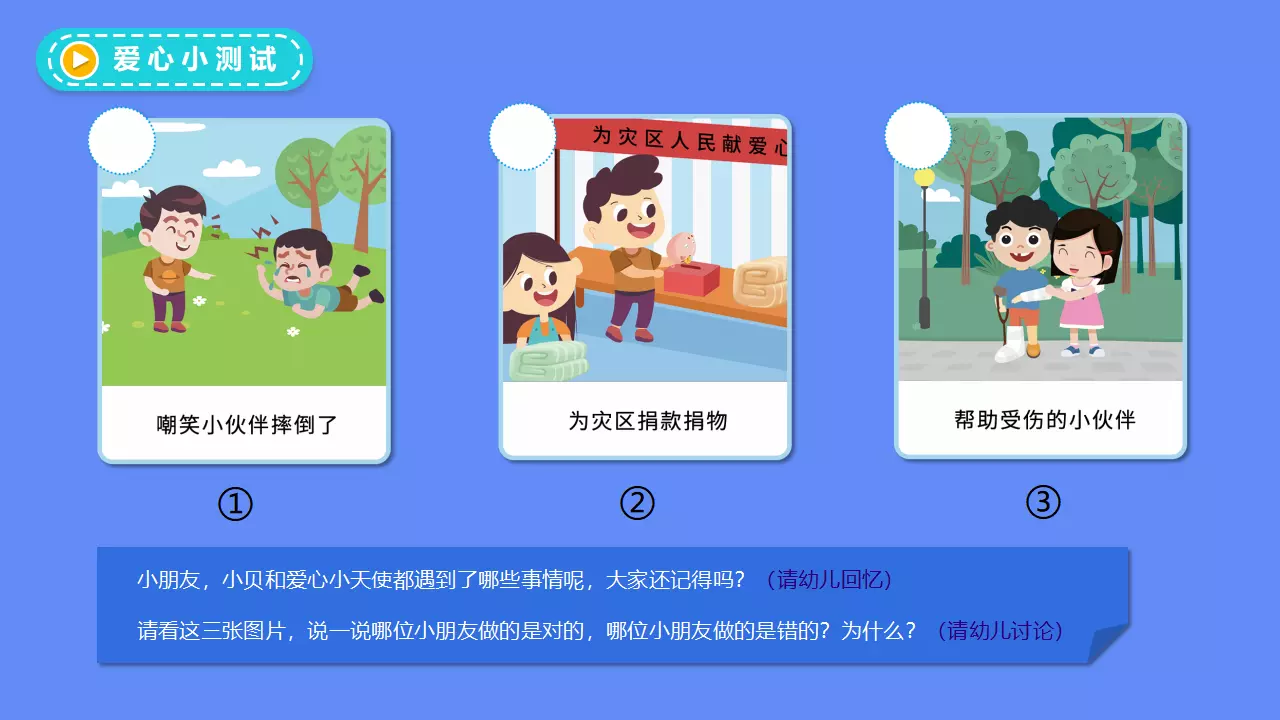 爱心小测试
为灾区人民献爱心
嘲笑小伙伴摔倒了
为灾区捐款捐物
帮助受伤的小伙伴
①
②
③
小朋友，小贝和爱心小天使都遇到了哪些事情呢，大家还记得吗？（请幼儿回忆）
请看这三张图片，说一说哪位小朋友做的是对的，哪位小朋友做的是错的？为什么？（请幼儿讨论）